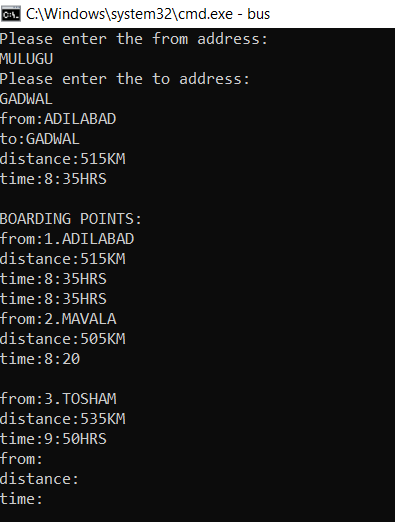 C:\Windows\system32\cmd.exe - bus
Please enter the from address:
MULUGU
Please enter the to address:
GADWAL
from:ADILABAD
to:GADWAL
distance:515KM
time:8:35HRS

BOARDING POINTS:
from:1.ADILABAD
distance:515KM
time:8:35HRS
time:8:35HRS
from:2.MAVALA
distance:505KM
time:8:20

from:3.TOSHAM
distance:535KM
time:9:50HRS
from:
distance:
time: